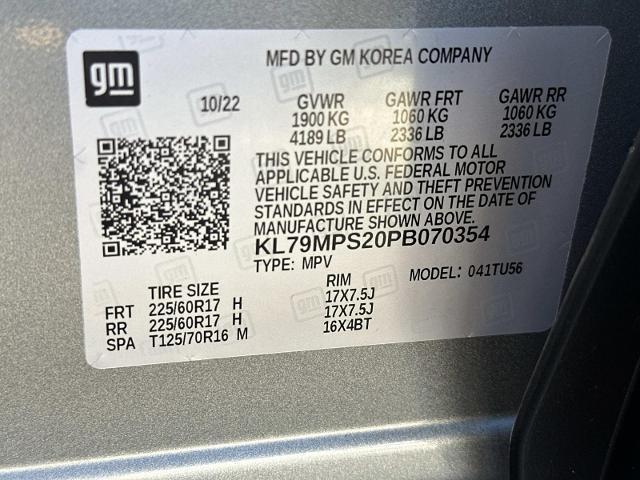 gm
MFD BY GM KOREA COMPANY
10/22 GVWR GAWR FRT GAWR RR
1900 KG 1060 KG 1060 KG
4189 LB 2336 LB 2336 LB
THIS VEHICLE CONFORMS TO ALL
APPLICABLE U.S. FEDERAL MOTOR
VEHICLE SAFETY AND THEFT PREVENTION
STANDARDS IN EFFECT ON THE DATE OF
MANUFACTURE SHOWN ABOVE.
KL79MPS20PB070354
TYPE: MPV MODEL: 041TU56
TIRE SIZE RIM
FRT 225/60R17 H 17X7.5J
RR 225/60R17 H 17X7.5J
SPA T125/70R16 M 16X4BT